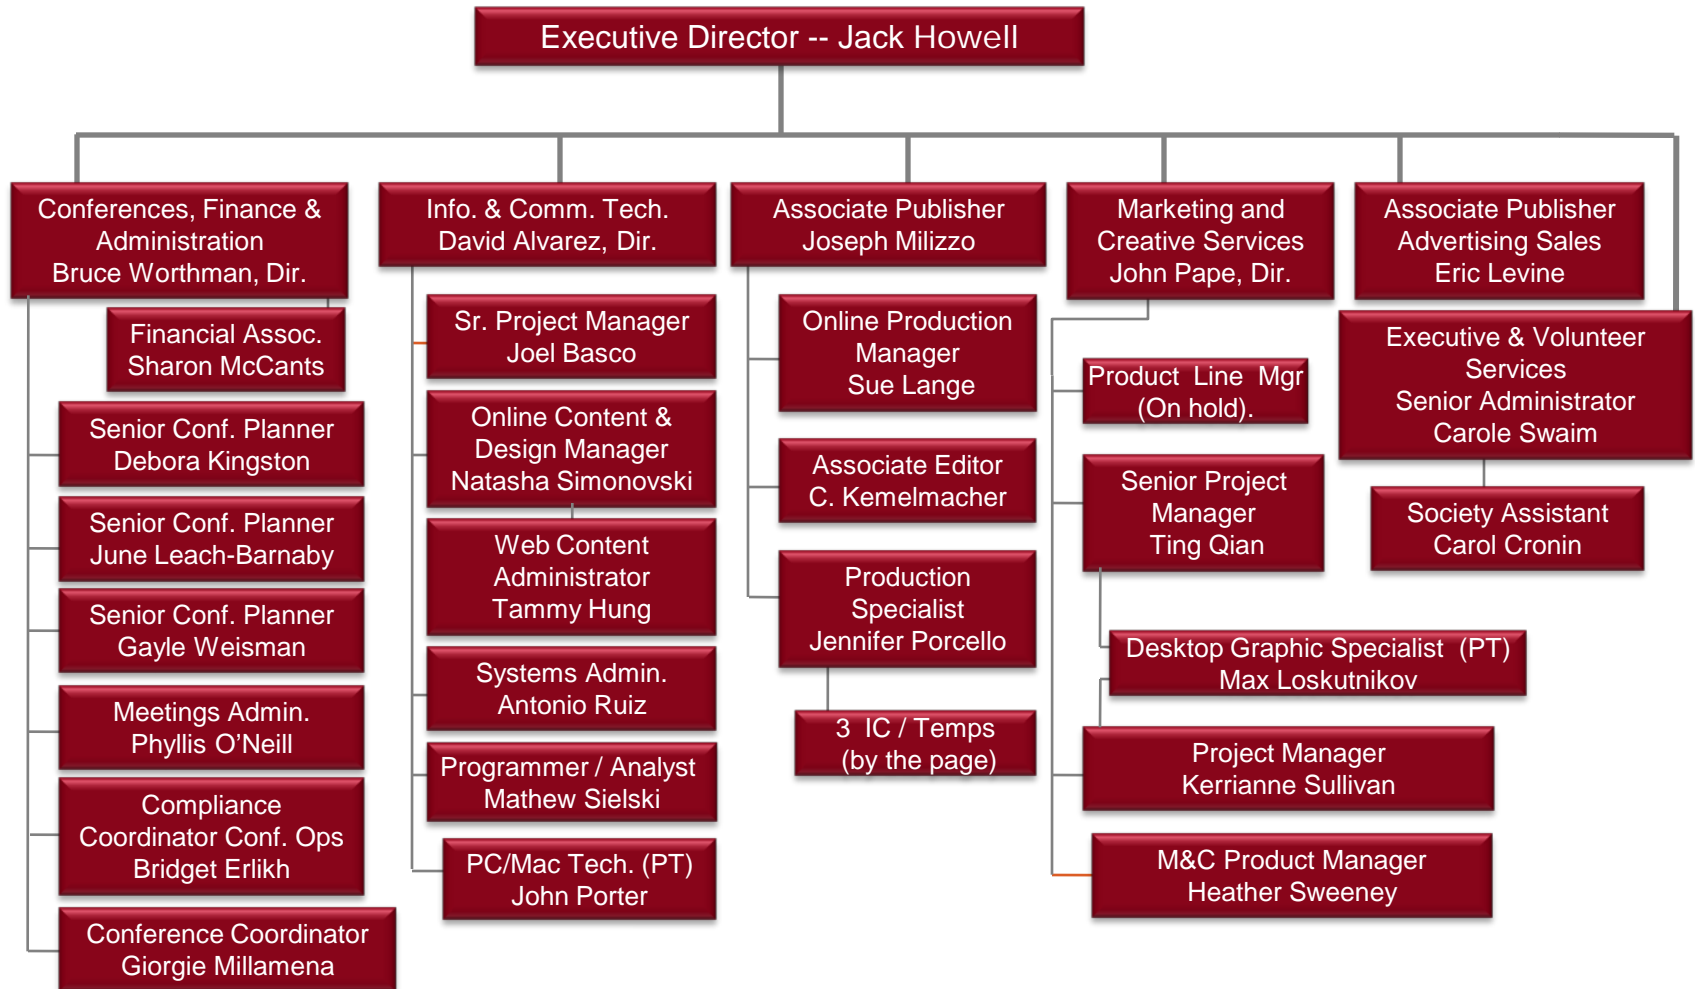 Executive Director -- Jack Howell
Conferences, Finance &
Administration
Bruce Worthman, Dir.
Financial Assoc.
Sharon McCants
Senior Conf. Planner
Debora Kingston
Senior Conf. Planner
June Leach-Barnaby
Senior Conf. Planner
Gayle Weisman
Meetings Admin.
Phyllis O’Neill
Compliance
Coordinator Conf. Ops
Bridget Erlikh
Conference Coordinator
Giorgie Millamena
Info. & Comm. Tech.
David Alvarez, Dir.
Sr. Project Manager
Joel Basco
Online Content &
Design Manager
Natasha Simonovski
Web Content
Administrator
Tammy Hung
Systems Admin.
Antonio Ruiz
Programmer / Analyst
Mathew Sielski
PC/Mac Tech. (PT)
John Porter
Associate Publisher
Joseph Milizzo
Online Production
Manager
Sue Lange
Associate Editor
C. Kemelmacher
Production
Specialist
Jennifer Porcello
3 IC / Temps
(by the page)
Marketing and
Creative Services
John Pape, Dir.
Product Line Mgr
(On hold).
Senior Project
Manager
Ting Qian
Desktop Graphic Specialist (PT)
Max Loskutnikov
Project Manager
Kerrianne Sullivan
M&C Product Manager
Heather Sweeney
Associate Publisher
Advertising Sales
Eric Levine
Executive & Volunteer
Services
Senior Administrator
Carole Swaim
Society Assistant
Carol Cronin